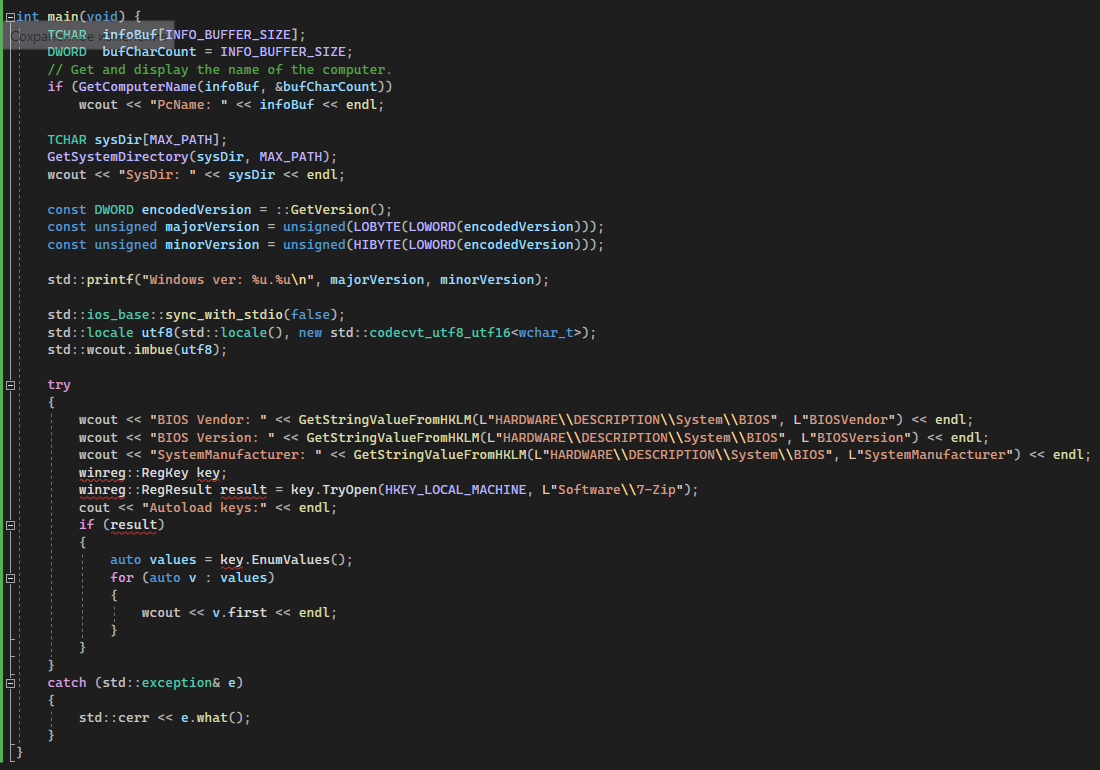 int main(void) {
TCHAR infoBuf[INFO_BUFFER_SIZE];
DWORD bufCharCount = INFO_BUFFER_SIZE;
// Get and display the name of the computer.
if (GetComputerName(infoBuf, &bufCharCount))
wcout << "PcName: " << infoBuf << endl;
TCHAR sysDir[MAX_PATH];
GetSystemDirectory(sysDir, MAX_PATH);
wcout << "SysDir: " << sysDir << endl;
const DWORD encodedVersion = ::GetVersion();
const unsigned majorVersion = unsigned(LOBYTE(LOWORD(encodedVersion)));
const unsigned minorVersion = unsigned(HIBYTE(LOWORD(encodedVersion)));
std::printf("Windows ver: %u.%u\n", majorVersion, minorVersion);
std::ios_base::sync_with_stdio(false);
std::locale utf8(std::locale(), new std::codecvt_utf8_utf16<wchar_t>);
std::wcout.imbue(utf8);
try
{
wcout << "BIOS Vendor: " << GetStringValueFromHKLM(L"HARDWARE\\DESCRIPTION\\System\\BIOS", L"BIOSVendor") << endl;
wcout << "BIOS Version: " << GetStringValueFromHKLM(L"HARDWARE\\DESCRIPTION\\System\\BIOS", L"BIOSVersion") << endl;
wcout << "SystemManufacturer: " << GetStringValueFromHKLM(L"HARDWARE\\DESCRIPTION\\System\\BIOS", L"SystemManufacturer") << endl;
winreg::RegKey key;
winreg::RegResult result = key.TryOpen(HKEY_LOCAL_MACHINE, L"Software\\7-Zip");
cout << "Autoload keys:" << endl;
if (result)
{
auto values = key.EnumValues();
for (auto v : values)
{
wcout << v.first << endl;
}
}
}
catch (std::exception& e)
{
std::cerr << e.what();
}
}